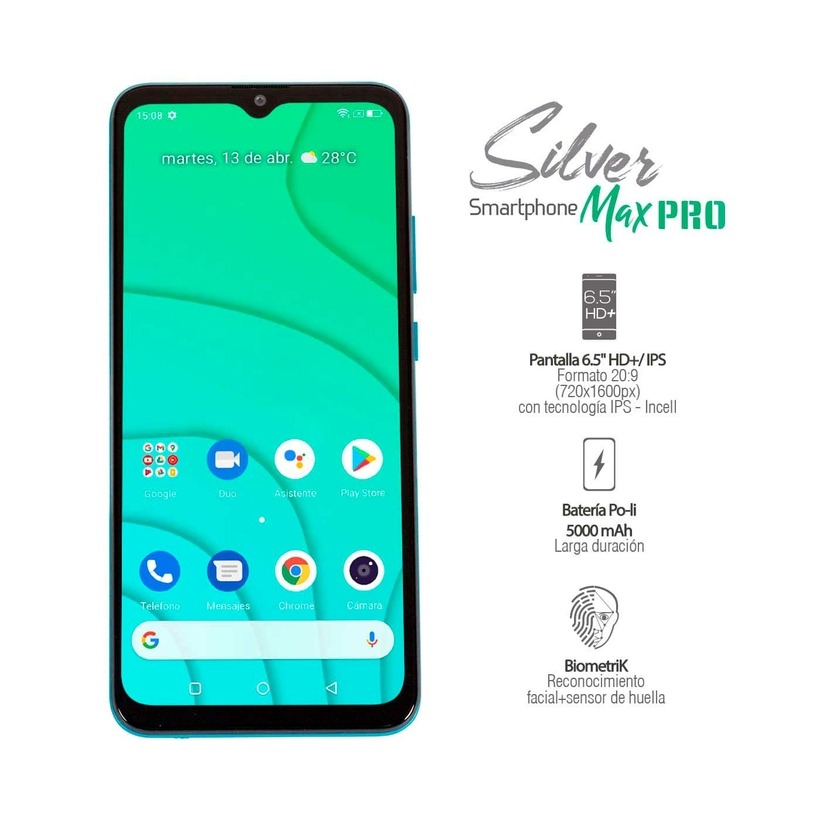 15:08
martes, 13 de abr. 28°C
Google
Duo
Asistente
Play Store
Teléfono
Mensajes
Chrome
Cámara
Silver
Smartphone Max PRO
6.5"
HD+
Pantalla 6.5" HD+/ IPS
Formato 20:9
(720x1600px)
con tecnología IPS - Incell
Batería Po-li
5000 mAh
Larga duración
BiometriK
Reconocimiento
facial+sensor de huella